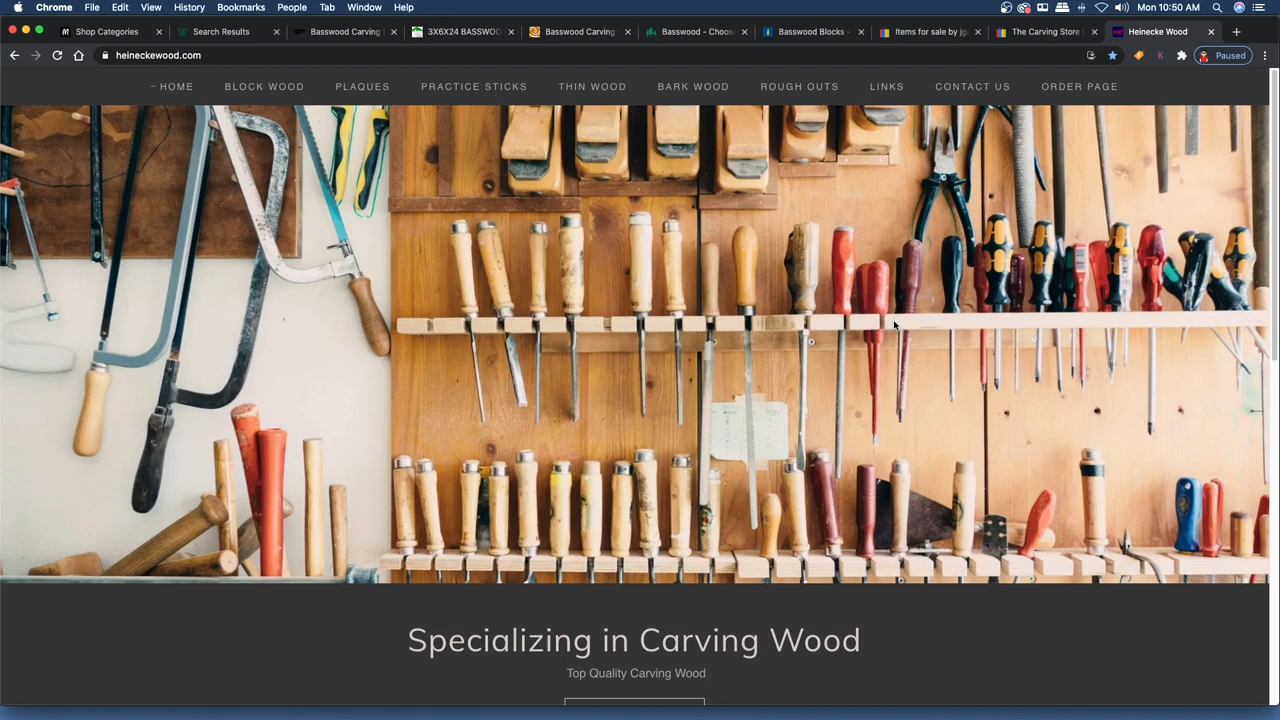 Chrome File Edit View History Bookmarks People Tab Window Help Mon 10:50 AM
Shop Categories Search Results Basswood Carving 3X6X24 BASSWOO Basswood Carving Basswood - Choos Basswood Blocks - Items for sale by jg The Carving Store Heinecke Wood
heineckewood.com Paused
HOME BLOCK WOOD PLAQUES PRACTICE STICKS THIN WOOD BARK WOOD ROUGH OUTS LINKS CONTACT US ORDER PAGE
Specializing in Carving Wood
Top Quality Carving Wood